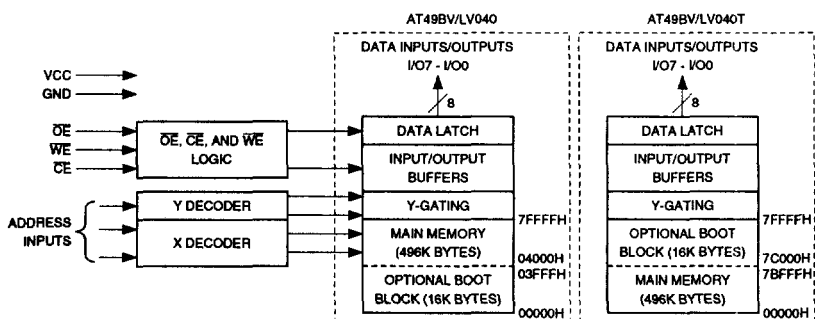 AT49BV/LV040
AT49BV/LV040T
DATA INPUTS/OUTPUTS
I/O7 - I/O0
8
DATA INPUTS/OUTPUTS
I/O7 - I/O0
8
VCC
GND
OE
WE
CE
OE, CE, AND WE
LOGIC
ADDRESS
INPUTS
Y DECODER
X DECODER
DATA LATCH
INPUT/OUTPUT
BUFFERS
Y-GATING
7FFFFH
MAIN MEMORY
(496K BYTES)
04000H
03FFFH
OPTIONAL BOOT
BLOCK (16K BYTES)
00000H
DATA LATCH
INPUT/OUTPUT
BUFFERS
Y-GATING
7FFFFH
OPTIONAL BOOT
BLOCK (16K BYTES)
7C000H
7BFFFH
MAIN MEMORY
(496K BYTES)
00000H